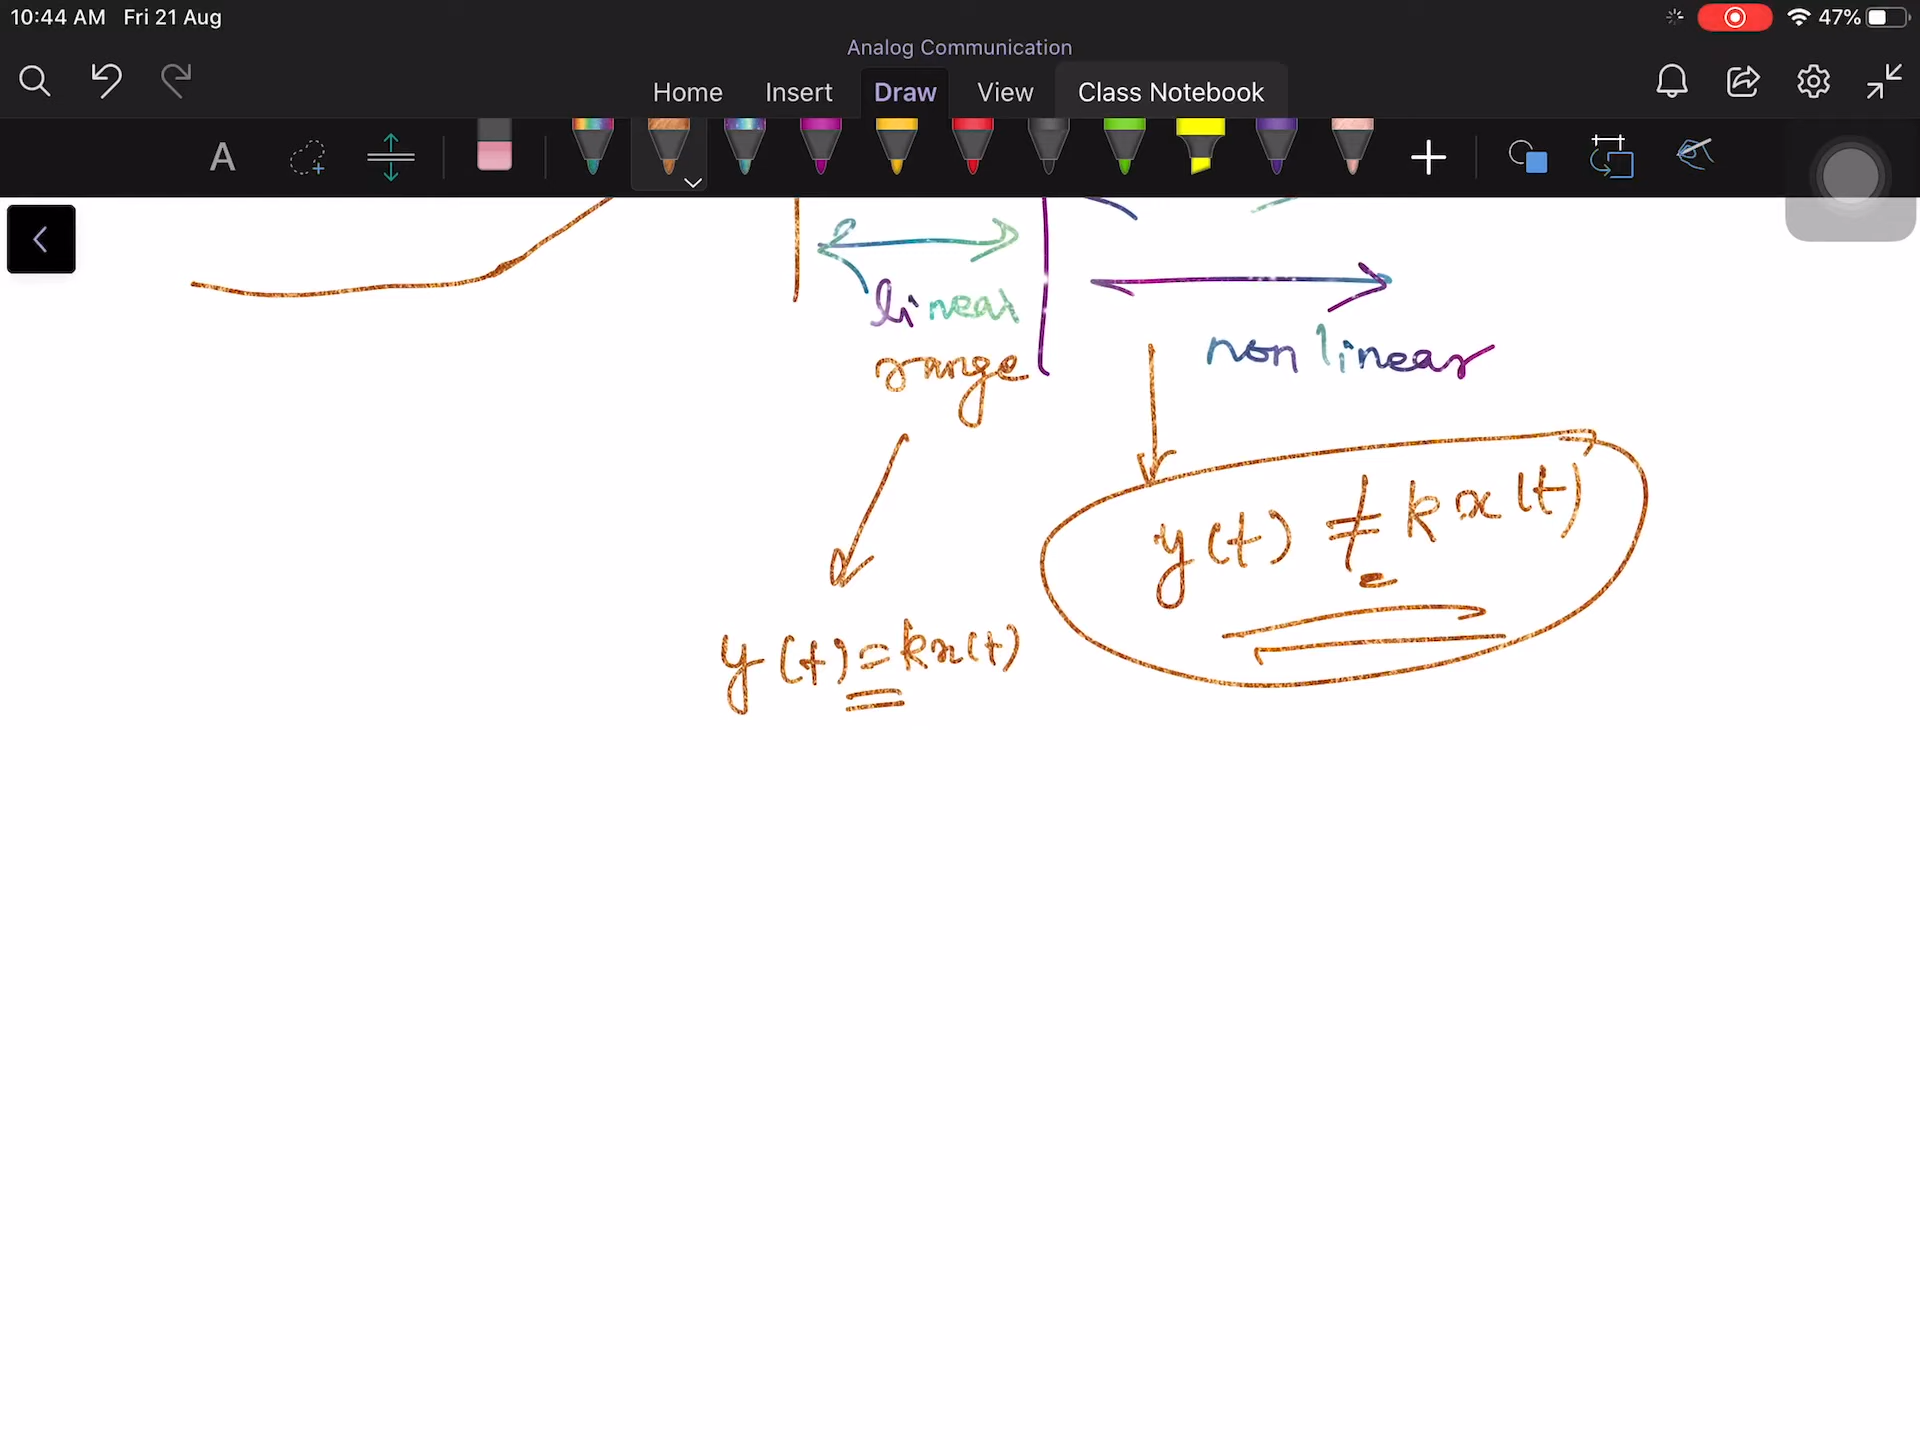 10:44 AM Fri 21 Aug 47%
Analog Communication
Home Insert Draw View Class Notebook
A
linear
range
non linear
y(t) ≠ kx(t)
y(t) = kx(t)